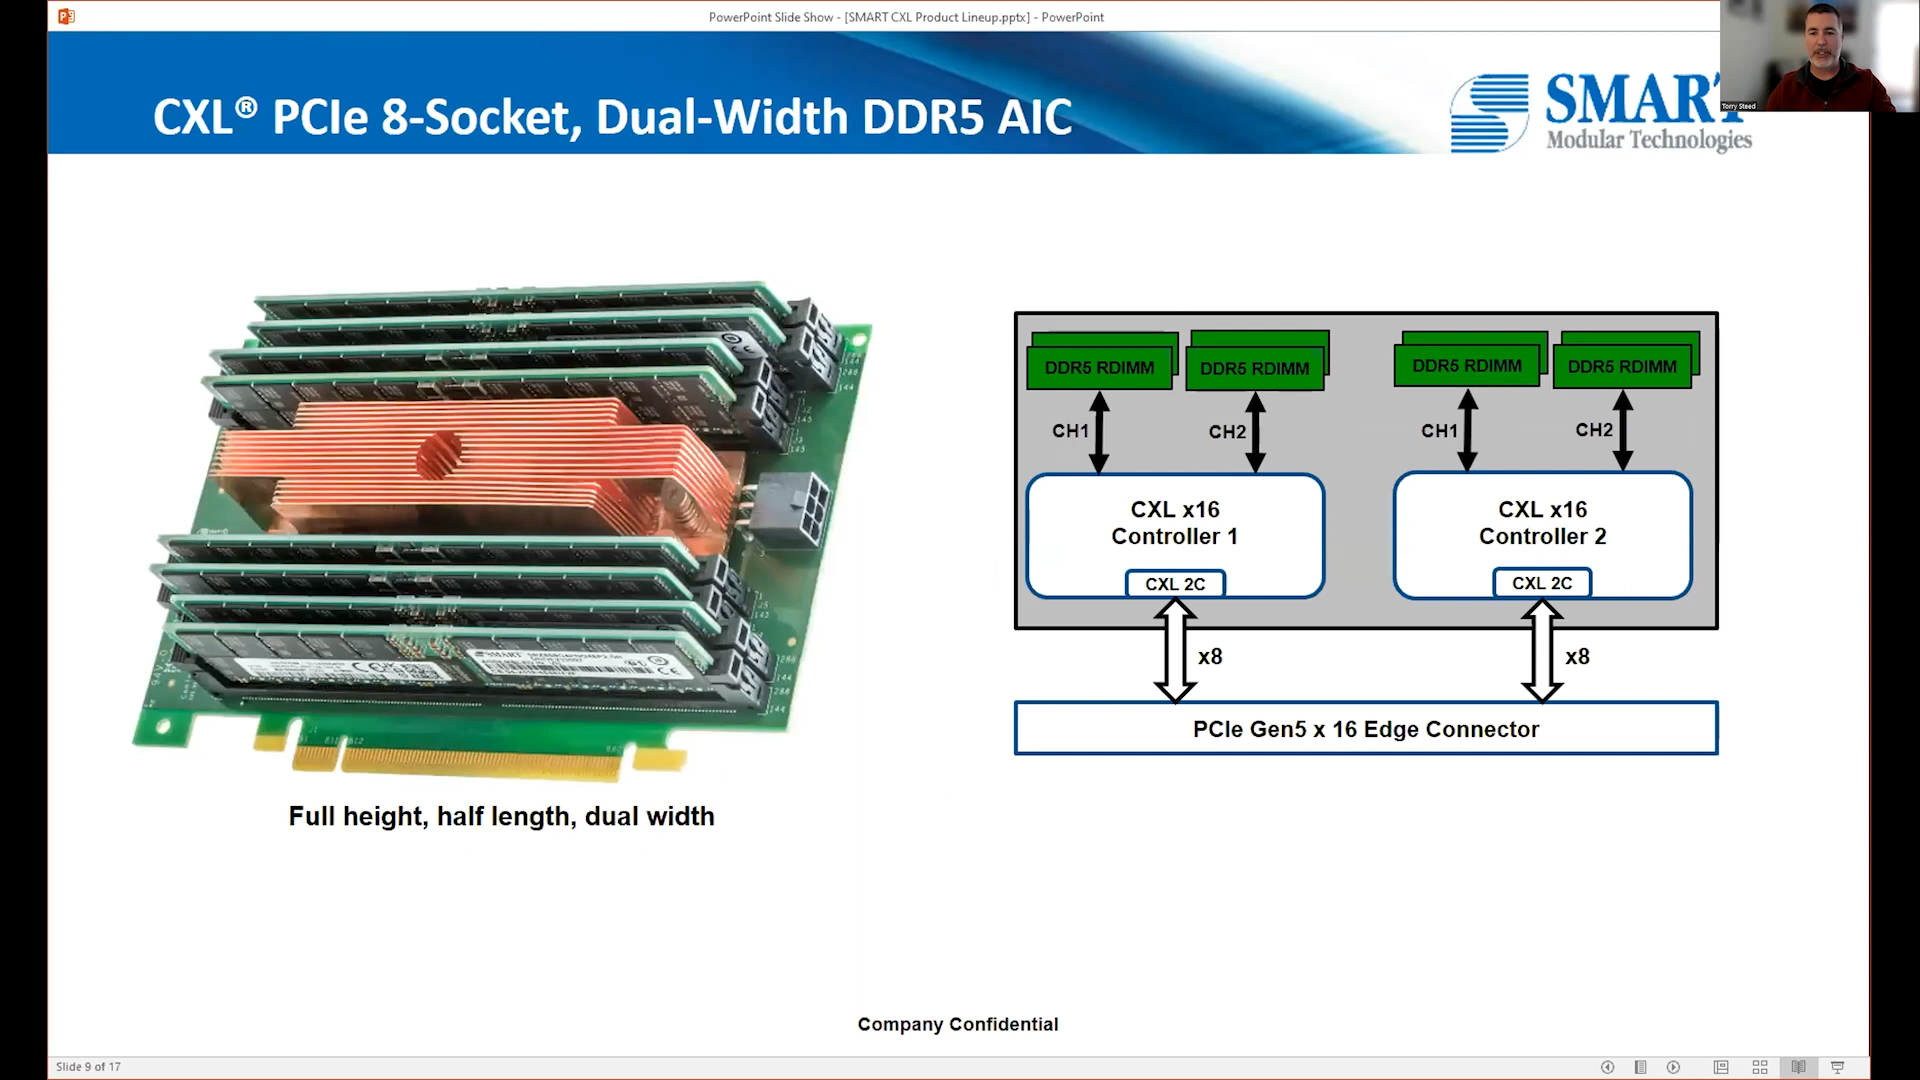 PowerPoint Slide Show - [SMART CXL Product Lineup.pptx] - PowerPoint
CXL® PCIe 8-Socket, Dual-Width DDR5 AIC
SMART
Modular Technologies
Torry Steed
DDR5 RDIMM
DDR5 RDIMM
DDR5 RDIMM
DDR5 RDIMM
CH1
CH2
CH1
CH2
CXL x16
Controller 1
CXL 2C
CXL x16
Controller 2
CXL 2C
x8
x8
PCIe Gen5 x 16 Edge Connector
SMART
Full height, half length, dual width
Company Confidential
Slide 9 of 17